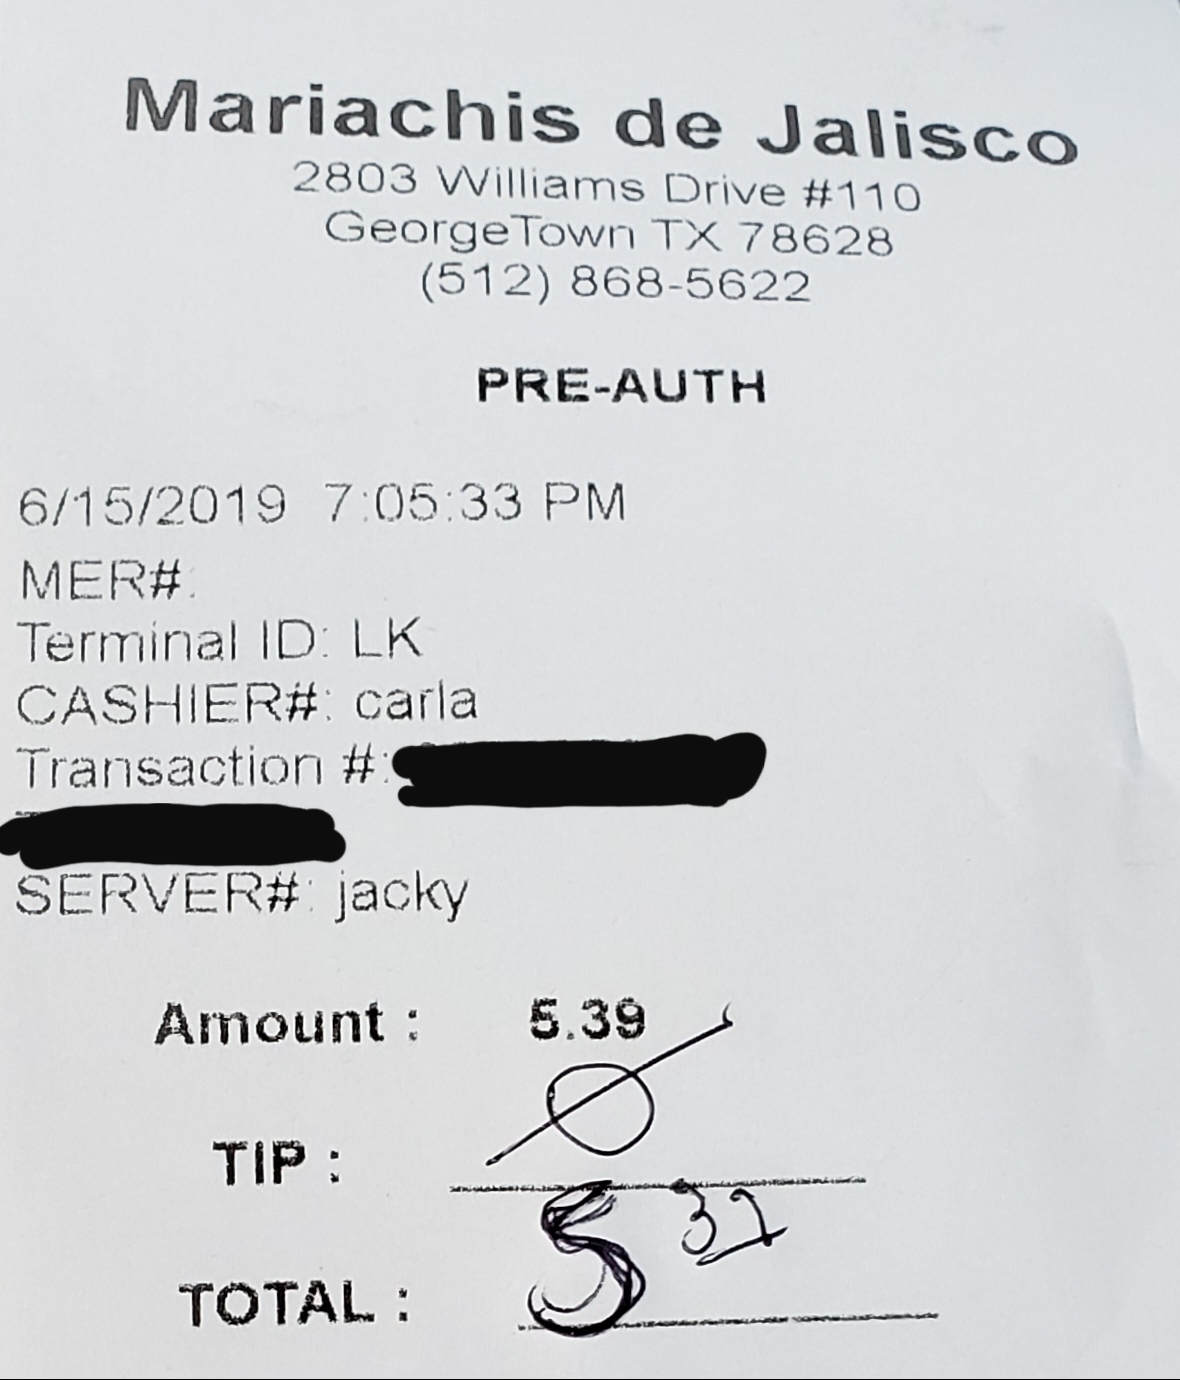 Mariachis de Jalisco
2803 Williams Drive #110
GeorgeTown TX 78628
(512) 868-5622
PRE-AUTH
6/15/2019 7:05:33 PM
MER#:
Terminal ID: LK
CASHIER#: carla
Transaction #:
SERVER#: jacky
Amount : 5.39
TIP : Ø
TOTAL : 5